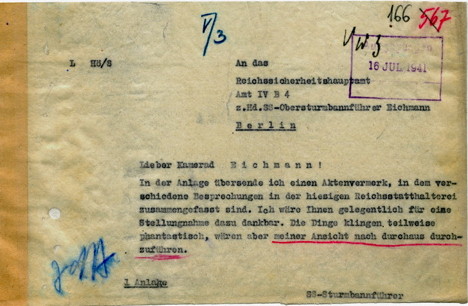 166 567
V/3
16 JUL 1941
L Hö/S
An das
Reichssicherheitshauptamt
Amt IV B 4
z.Hd.SS-Obersturmbannführer Eichmann
Berlin
Lieber Kamerad Eichmann!
In der Anlage übersende ich einen Aktenvermerk, in dem ver-
schiedene Besprechungen in der hiesigen Reichsstatthalterei
zusammengefasst sind. Ich wäre Ihnen gelegentlich für eine
Stellungnahme dazu dankbar. Die Dinge klingen teilweise
phantastisch, wären aber meiner Ansicht nach durchaus durch-
zuführen.
1 Anlage
SS-Sturmbannführer